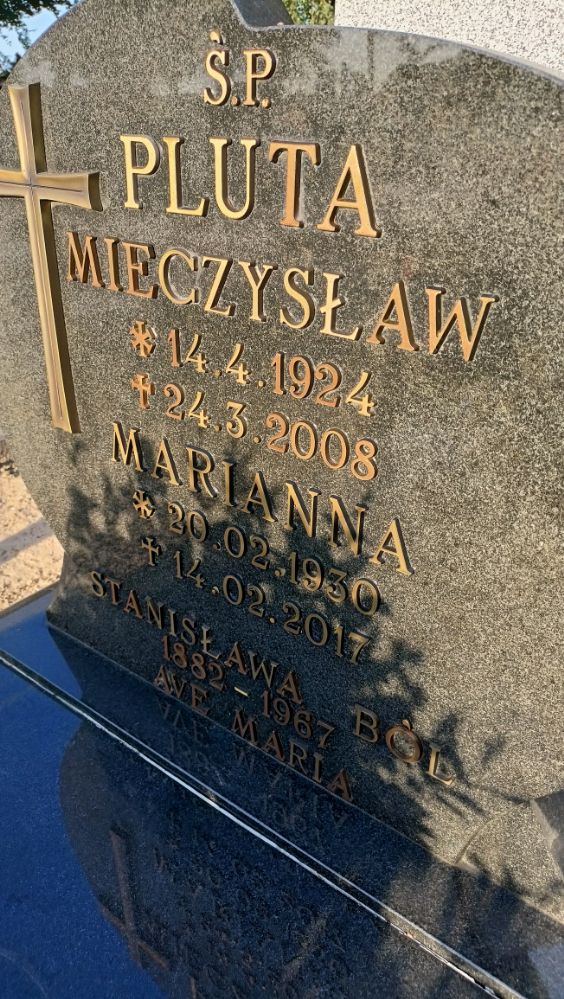 Ś.P.
PLUTA
MIECZYSŁAW
* 14.4.1924
† 24.3.2008
MARIANNA
* 20.02.1930
† 14.02.2017
STANISŁAWA BÓL
1882 - 1967
AVE MARIA